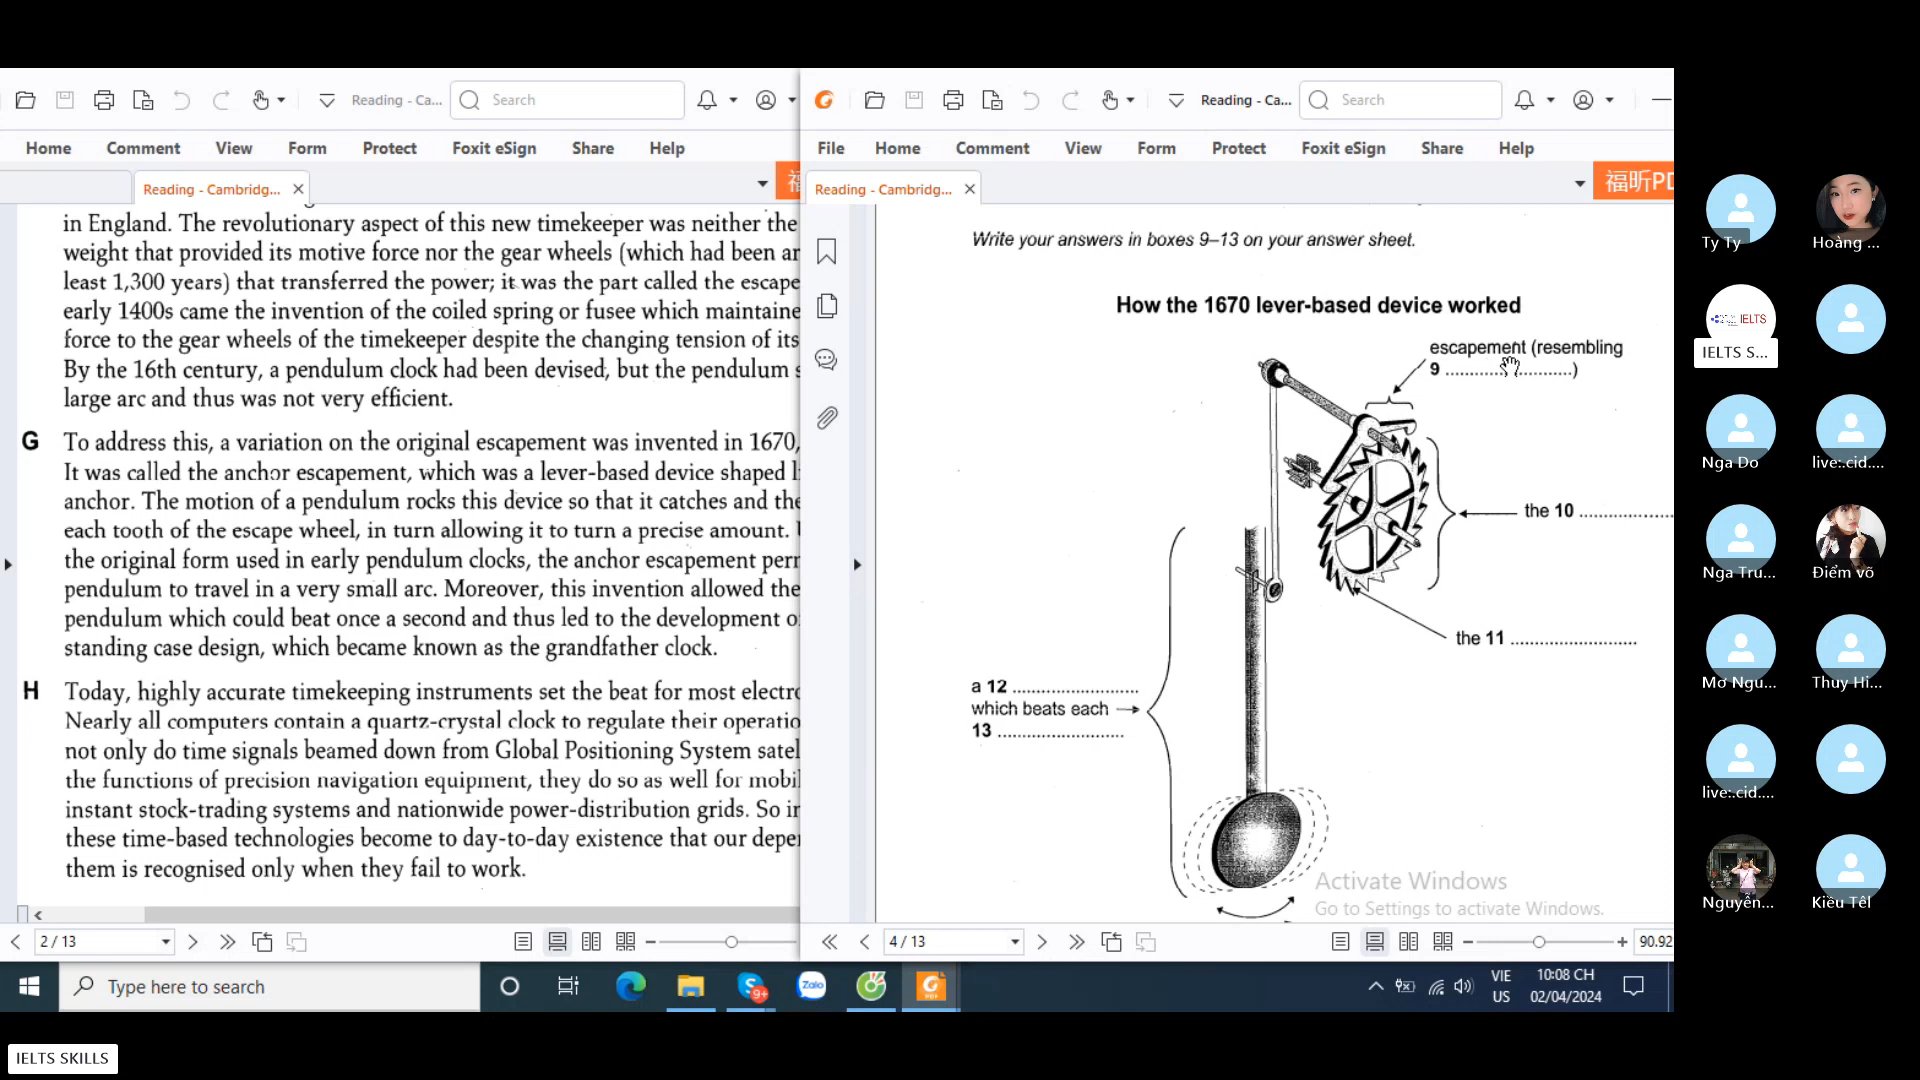 Reading - Ca...
Search
Reading - Ca...
Search
Home Comment View Form Protect Foxit eSign Share Help
File Home Comment View Form Protect Foxit eSign Share Help
Reading - Cambridg...
Reading - Cambridg...
福昕PD
in England. The revolutionary aspect of this new timekeeper was neither the
weight that provided its motive force nor the gear wheels (which had been ar
least 1,300 years) that transferred the power; it was the part called the escape
early 1400s came the invention of the coiled spring or fusee which maintaine
force to the gear wheels of the timekeeper despite the changing tension of its
By the 16th century, a pendulum clock had been devised, but the pendulum s
large arc and thus was not very efficient.
G To address this, a variation on the original escapement was invented in 1670,
It was called the anchor escapement, which was a lever-based device shaped l
anchor. The motion of a pendulum rocks this device so that it catches and the
each tooth of the escape wheel, in turn allowing it to turn a precise amount.
the original form used in early pendulum clocks, the anchor escapement perr
pendulum to travel in a very small arc. Moreover, this invention allowed the
pendulum which could beat once a second and thus led to the development o
standing case design, which became known as the grandfather clock.
H Today, highly accurate timekeeping instruments set the beat for most electro
Nearly all computers contain a quartz-crystal clock to regulate their operatio
not only do time signals beamed down from Global Positioning System satel
the functions of precision navigation equipment, they do so as well for mobil
instant stock-trading systems and nationwide power-distribution grids. So in
these time-based technologies become to day-to-day existence that our deper
them is recognised only when they fail to work.
Write your answers in boxes 9–13 on your answer sheet.
How the 1670 lever-based device worked
escapement (resembling
9 ......................)
the 10 ................
the 11 ......................
a 12 ......................
which beats each
13 ......................
Activate Windows
Go to Settings to activate Windows.
2 / 13
4 / 13
90.92
Type here to search
9+
Zalo
PDF
VIE
US
10:08 CH
02/04/2024
Ty Ty
Hoàng ...
IELTS
IELTS S...
Nga Do
live:.cid....
Nga Tru...
Điểm võ
Mơ Ngu...
Thuy Hi...
live:.cid....
Nguyễn...
Kiều Têl
IELTS SKILLS